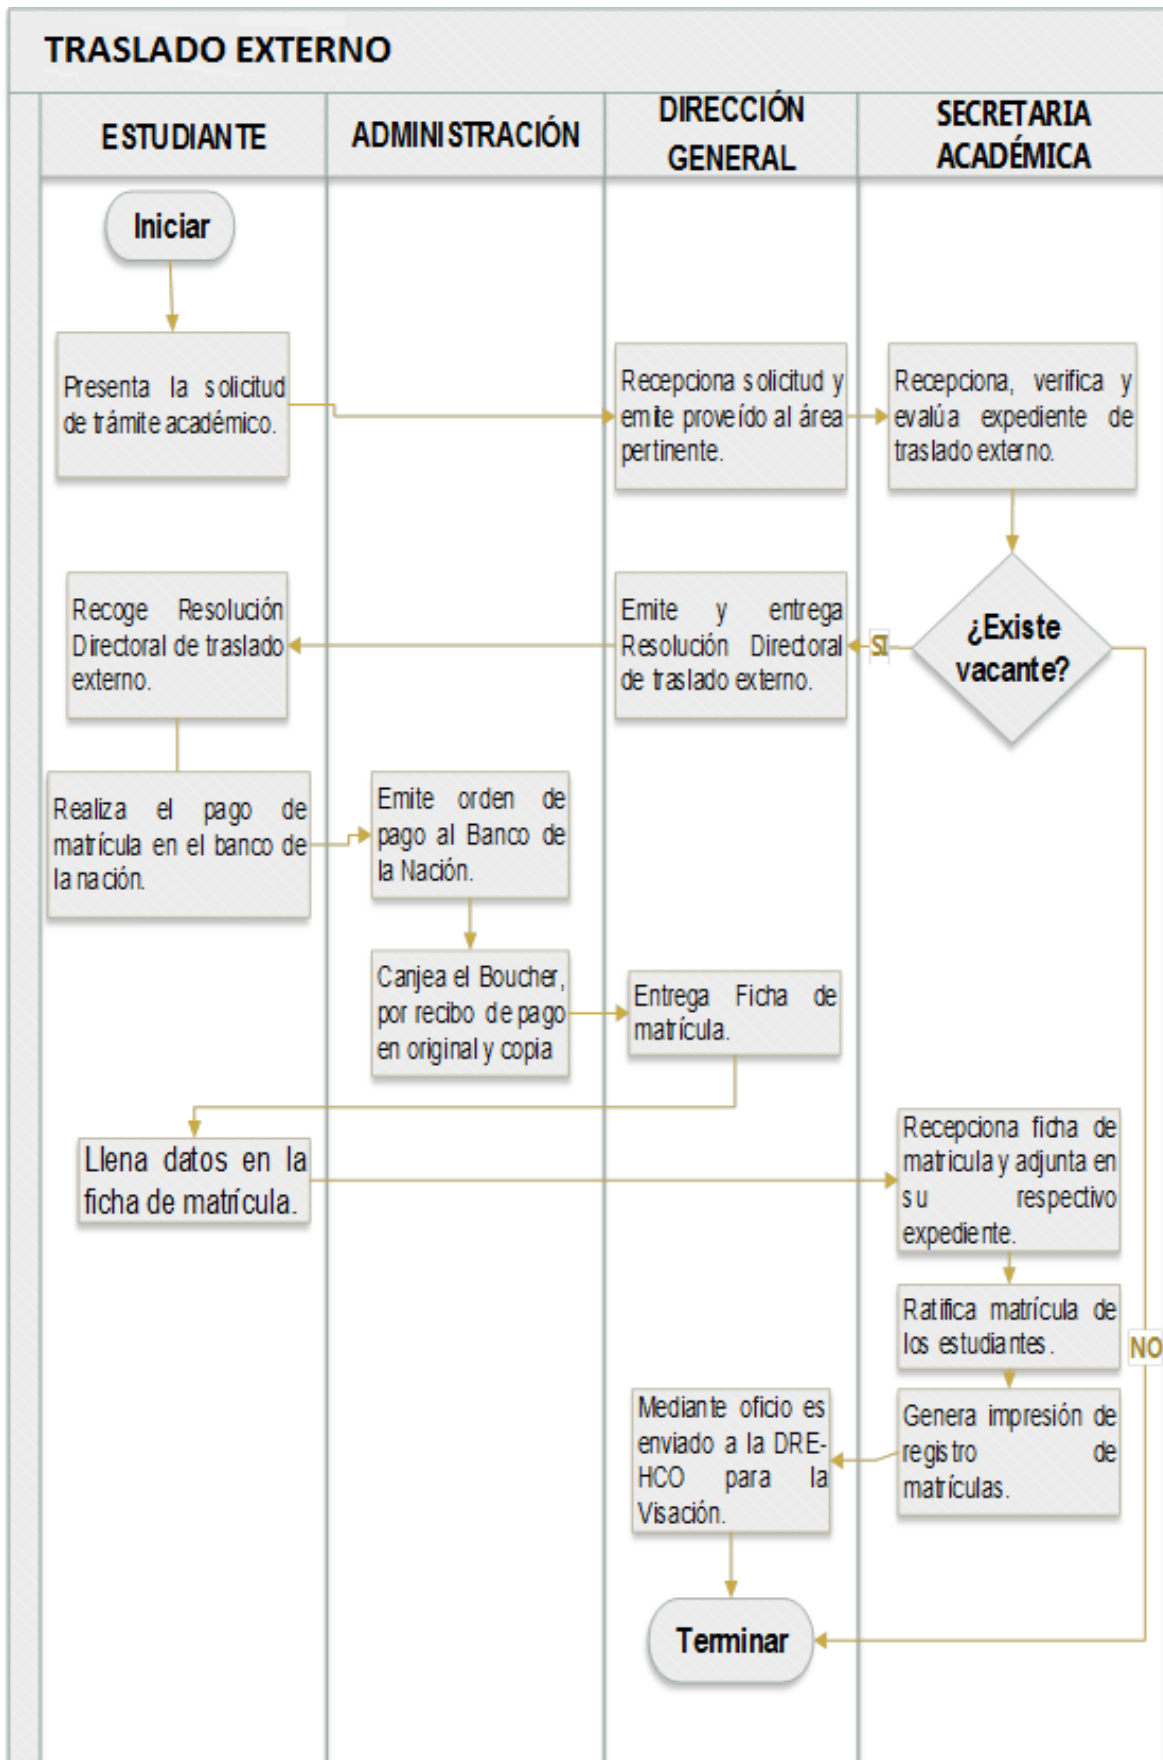 TRASLADO EXTERNO
ESTUDIANTE
ADMINISTRACIÓN
DIRECCIÓN
GENERAL
SECRETARIA
ACADÉMICA
Iniciar
Presenta la solicitud
de trámite académico.
Recepciona solicitud y
emite proveído al área
pertinente.
Recepciona, verifica y
evalúa expediente de
traslado externo.
¿Existe
vacante?
SI
Emite y entrega
Resolución Directoral
de traslado externo.
Recoge Resolución
Directoral de traslado
externo.
Realiza el pago de
matrícula en el banco de
la nación.
Emite orden de
pago al Banco de
la Nación.
Canjea el Boucher,
por recibo de pago
en original y copia
Entrega Ficha de
matrícula.
Llena datos en la
ficha de matrícula.
Recepciona ficha de
matricula y adjunta en
su respectivo
expediente.
Ratifica matrícula de
los estudiantes.
NO
Genera impresión de
registro de
matrículas.
Mediante oficio es
enviado a la DRE-
HCO para la
Visación.
Terminar